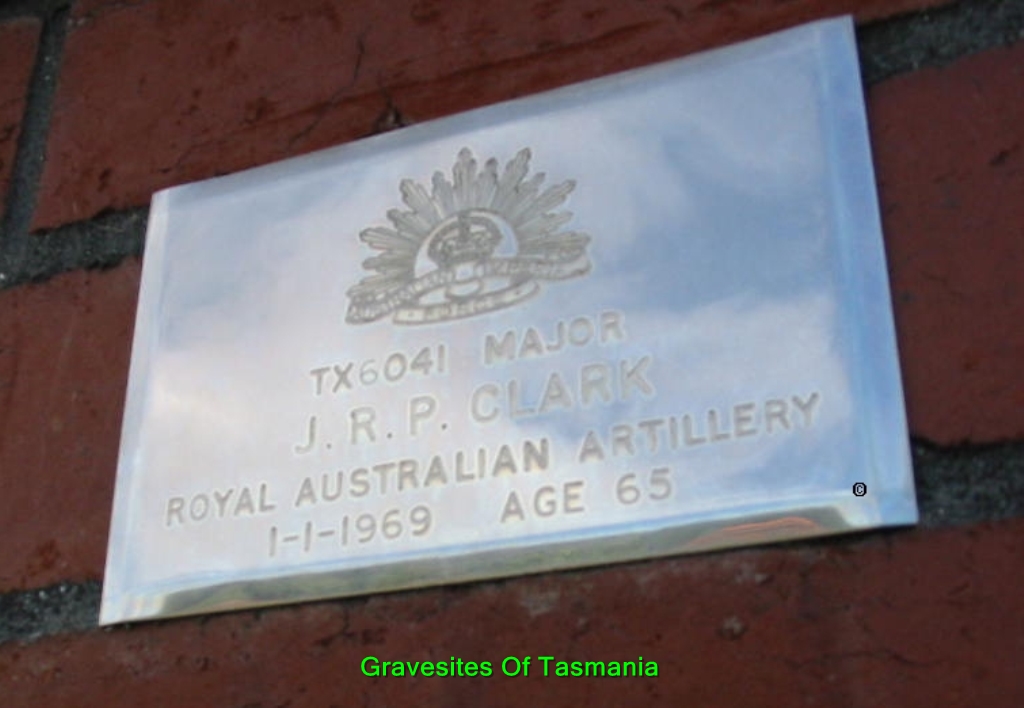 TX6041 MAJOR
J. R. P. CLARK
ROYAL AUSTRALIAN ARTILLERY
1-1-1969 AGE 65
©
Gravesites Of Tasmania